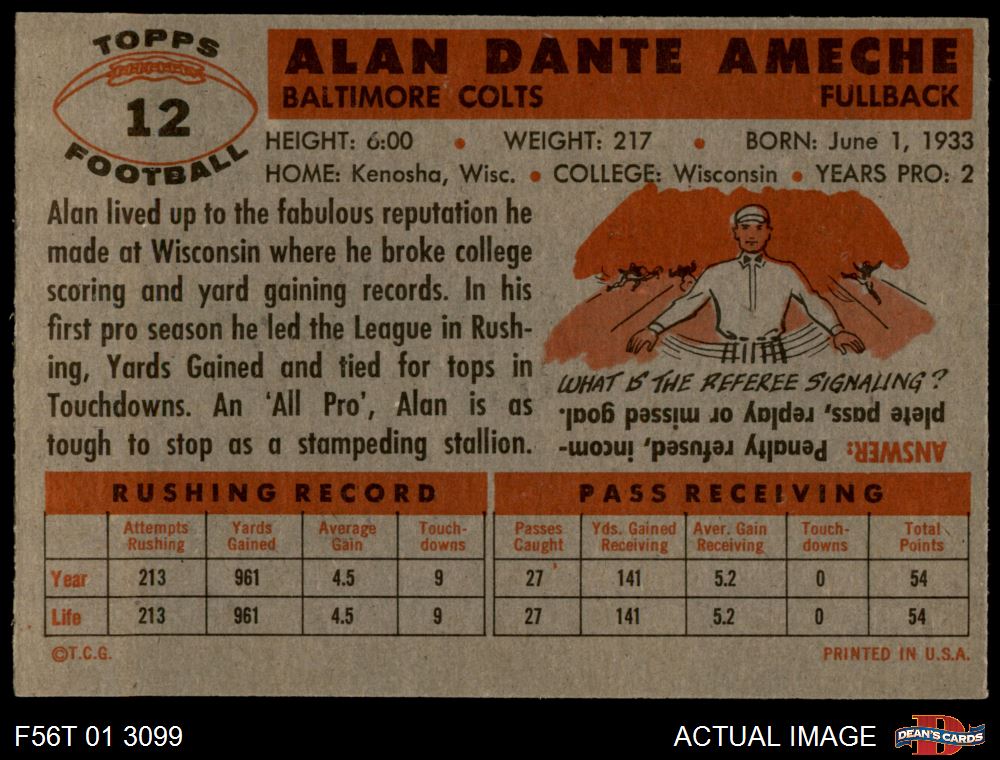 TOPPS
12
FOOTBALL
ALAN DANTE AMECHE
BALTIMORE COLTS FULLBACK
HEIGHT: 6:00 • WEIGHT: 217 • BORN: June 1, 1933
HOME: Kenosha, Wisc. • COLLEGE: Wisconsin • YEARS PRO: 2
Alan lived up to the fabulous reputation he
made at Wisconsin where he broke college
scoring and yard gaining records. In his
first pro season he led the League in Rush-
ing, Yards Gained and tied for tops in
Touchdowns. An 'All Pro', Alan is as
tough to stop as a stampeding stallion.
WHAT IS THE REFEREE SIGNALING?
ANSWER: Penalty refused, incom-
plete pass, replay or missed goal.
RUSHING RECORD
Attempts Rushing Yards Gained Average Gain Touch-downs
Year 213 961 4.5 9
Life 213 961 4.5 9
PASS RECEIVING
Passes Caught Yds. Gained Receiving Aver. Gain Receiving Touch-downs Total Points
27 141 5.2 0 54
27 141 5.2 0 54
©T.C.G. PRINTED IN U.S.A.
F56T 01 3099 ACTUAL IMAGE
D
DEAN'S CARDS